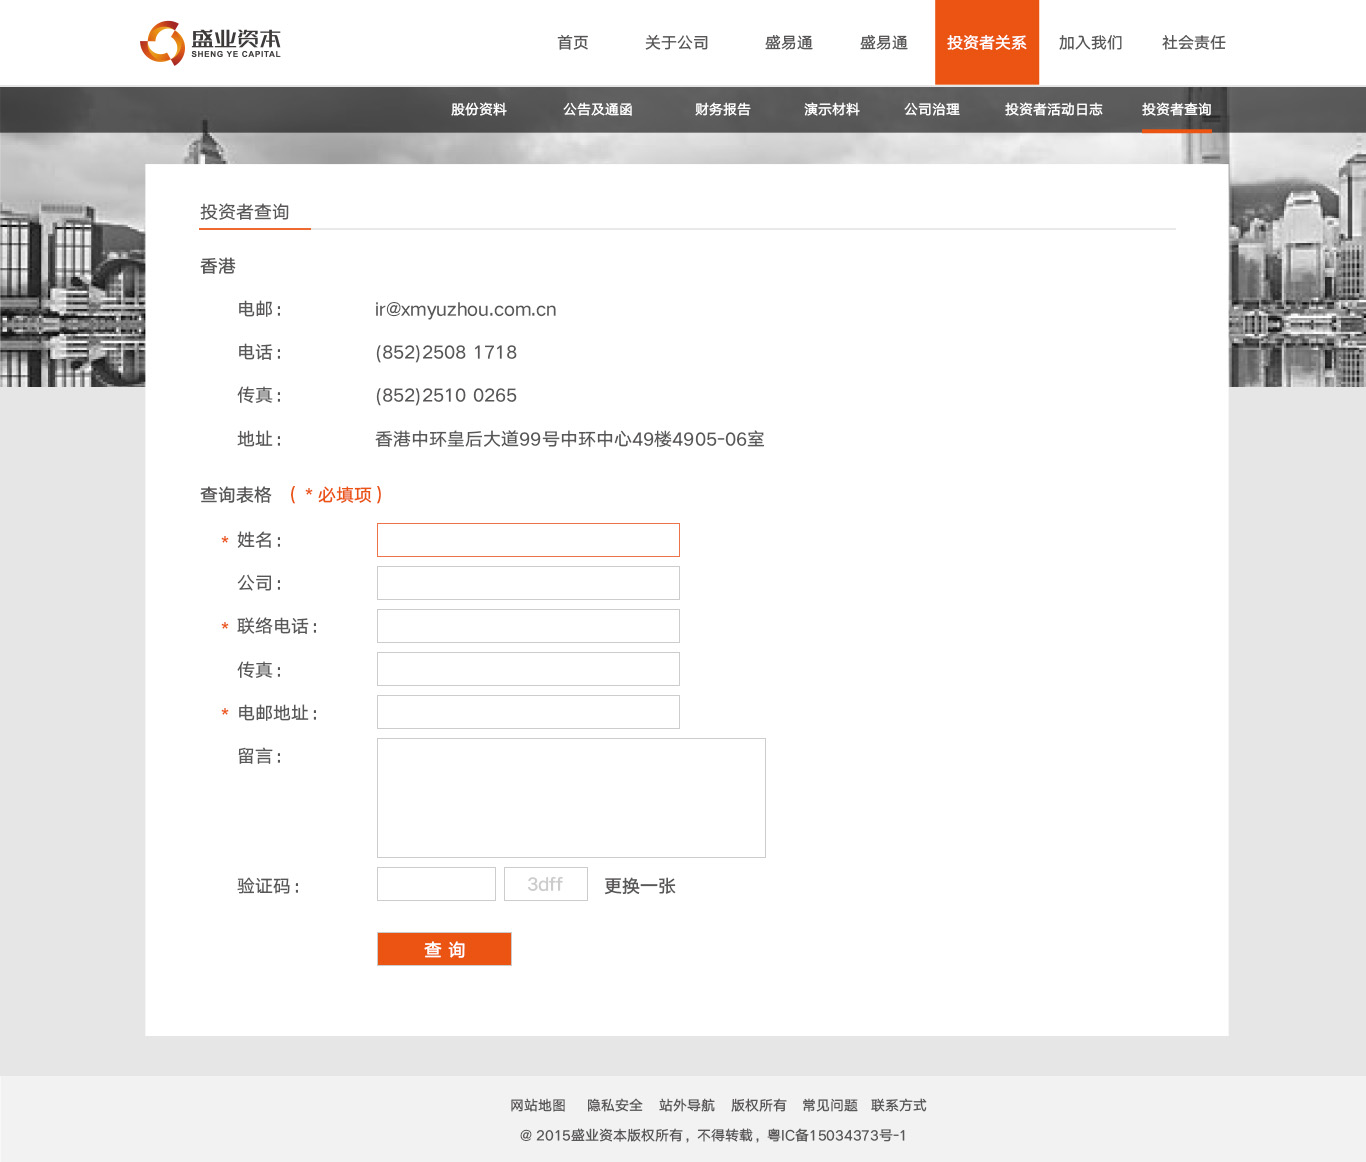 盛业资本
SHENG YE CAPITAL
首页 关于公司 盛易通 盛易通 投资者关系 加入我们 社会责任
股份资料 公告及通函 财务报告 演示材料 公司治理 投资者活动日志 投资者查询
投资者查询
香港
电邮: ir@xmyuzhou.com.cn
电话: (852)2508 1718
传真: (852)2510 0265
地址: 香港中环皇后大道99号中环中心49楼4905-06室
查询表格 ( * 必填项 )
* 姓名:
公司:
* 联络电话:
传真:
* 电邮地址:
留言:
验证码: 3dff 更换一张
查 询
网站地图 隐私安全 站外导航 版权所有 常见问题 联系方式
@ 2015盛业资本版权所有, 不得转载, 粤IC备15034373号-1